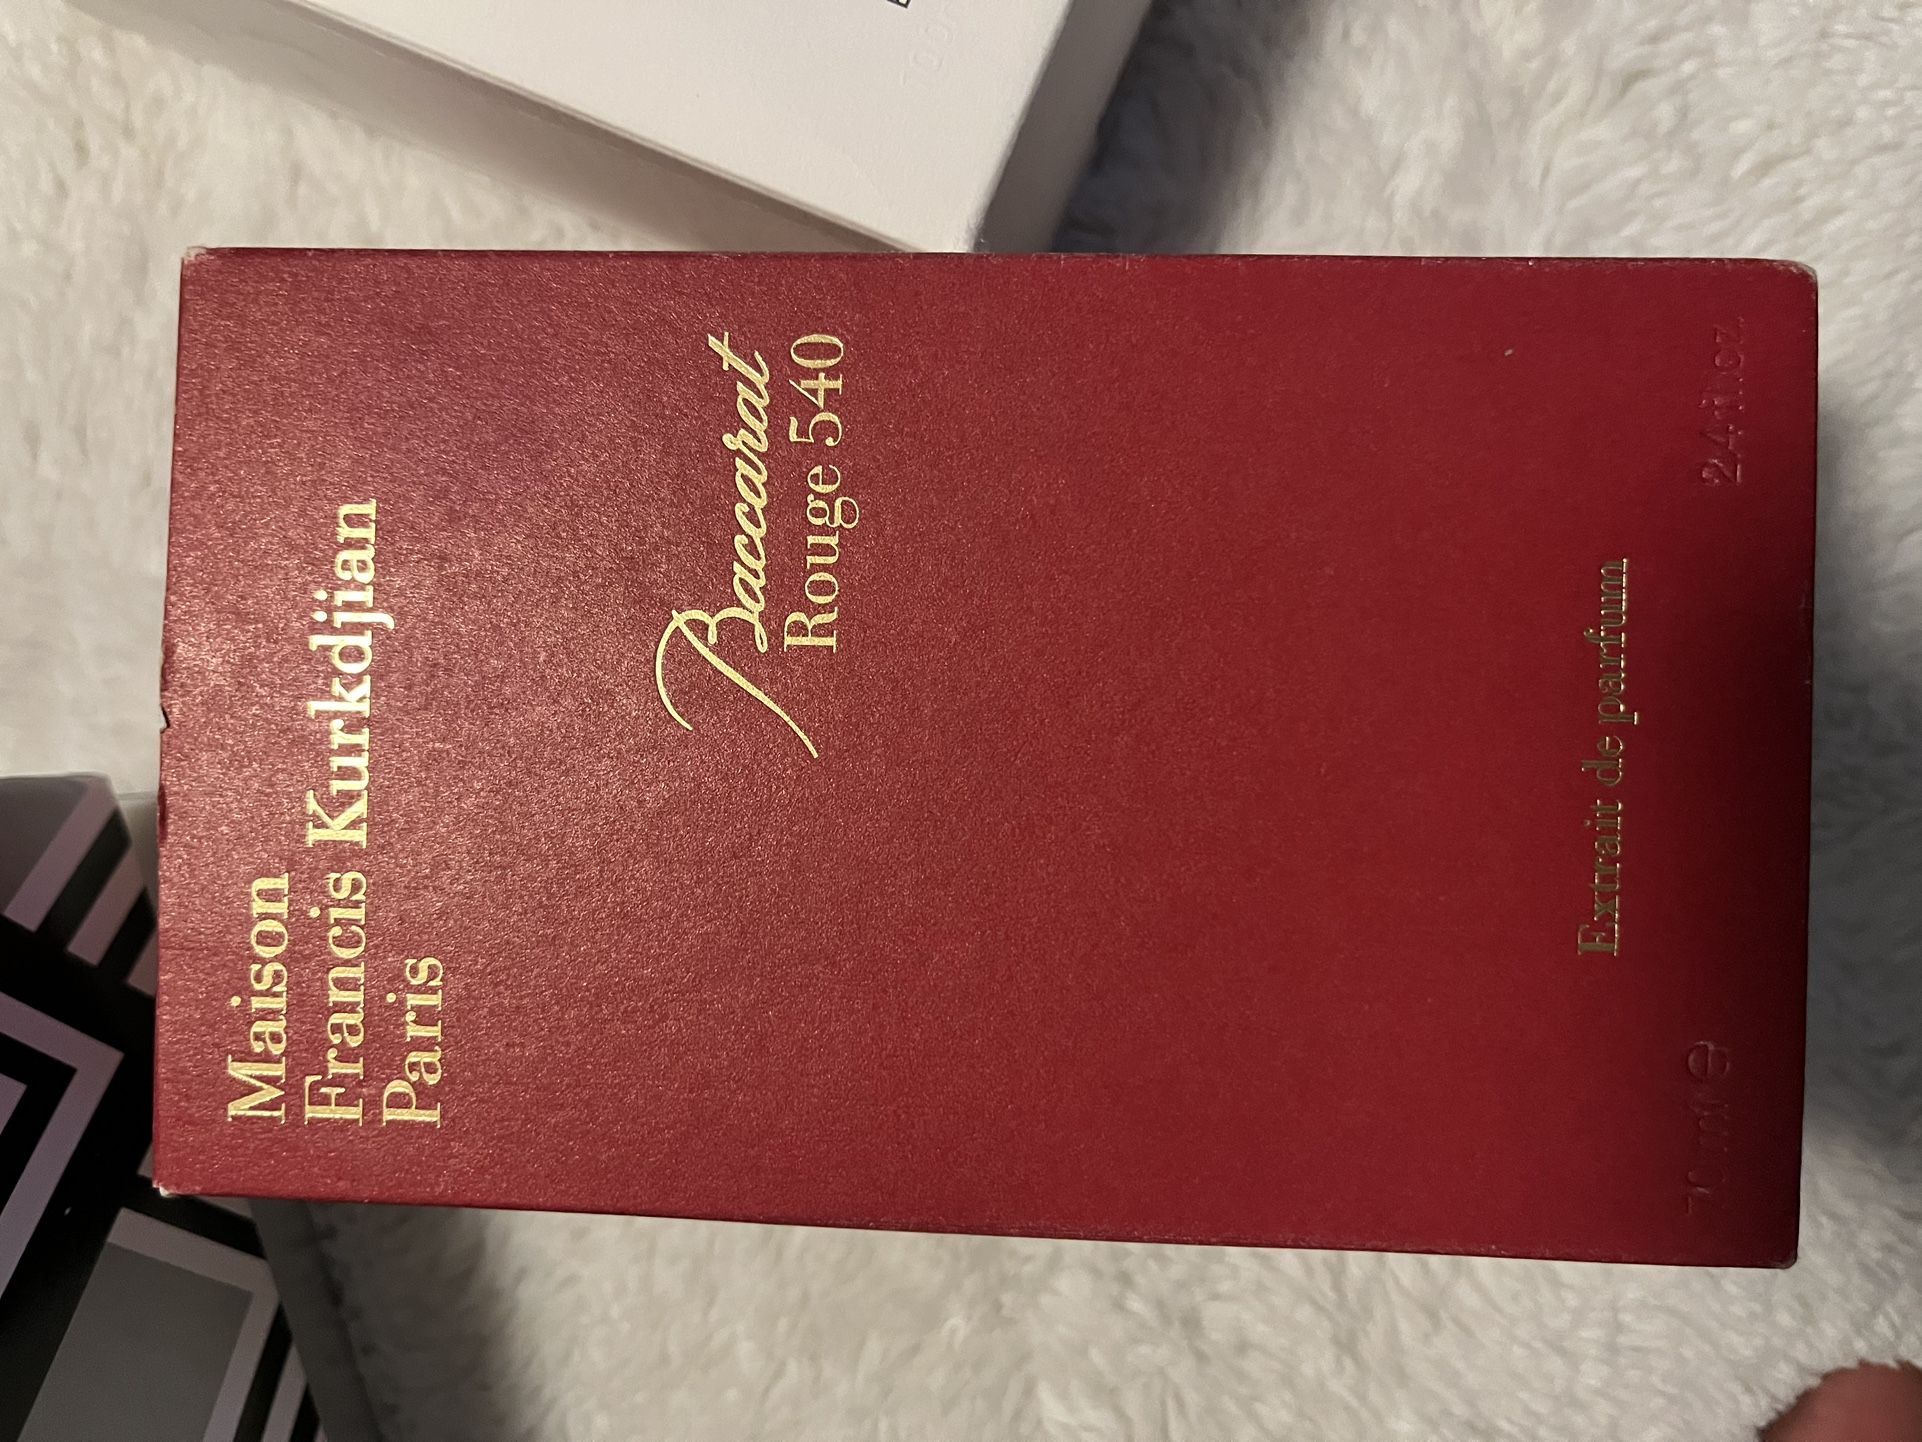 Maison
Francis Kurkdjian
Paris
Baccarat
Rouge 540
Extrait de parfum
70 ml e 2.4 fl.oz.